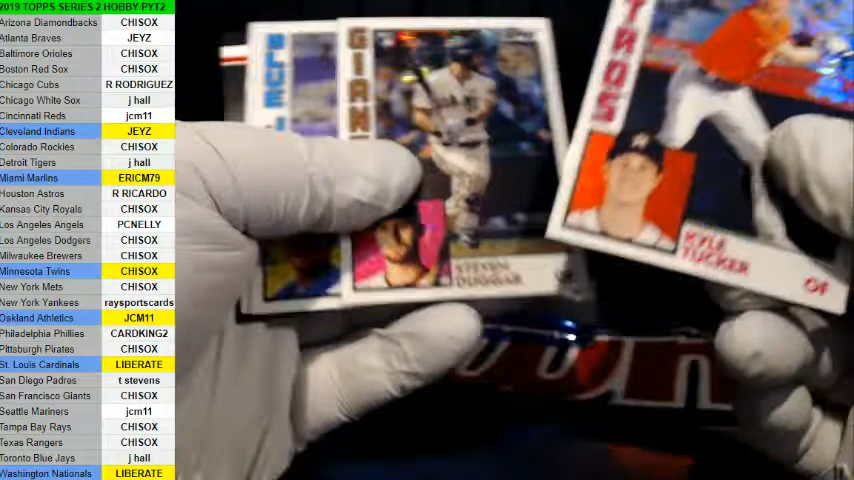 2019 TOPPS SERIES 2 HOBBY PYT2
Arizona Diamondbacks CHISOX
Atlanta Braves JEYZ
Baltimore Orioles CHISOX
Boston Red Sox CHISOX
Chicago Cubs R RODRIGUEZ
Chicago White Sox j hall
Cincinnati Reds jcm11
Cleveland Indians JEYZ
Colorado Rockies CHISOX
Detroit Tigers j hall
Miami Marlins ERICM79
Houston Astros R RICARDO
Kansas City Royals CHISOX
Los Angeles Angels PCNELLY
Los Angeles Dodgers CHISOX
Milwaukee Brewers CHISOX
Minnesota Twins CHISOX
New York Mets CHISOX
New York Yankees raysportscards
Oakland Athletics JCM11
Philadelphia Phillies CARDKING2
Pittsburgh Pirates CHISOX
St. Louis Cardinals LIBERATE
San Diego Padres t stevens
San Francisco Giants CHISOX
Seattle Mariners jcm11
Tampa Bay Rays CHISOX
Texas Rangers CHISOX
Toronto Blue Jays j hall
Washington Nationals LIBERATE
BLUE J
GIAN
Topps
STEVEN
DUGGAR
TROS
KYLE
TUCKER
OF